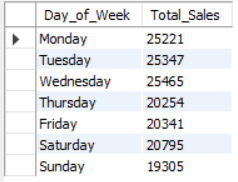 Day_of_Week Total_Sales
Monday 25221
Tuesday 25347
Wednesday 25465
Thursday 20254
Friday 20341
Saturday 20795
Sunday 19305